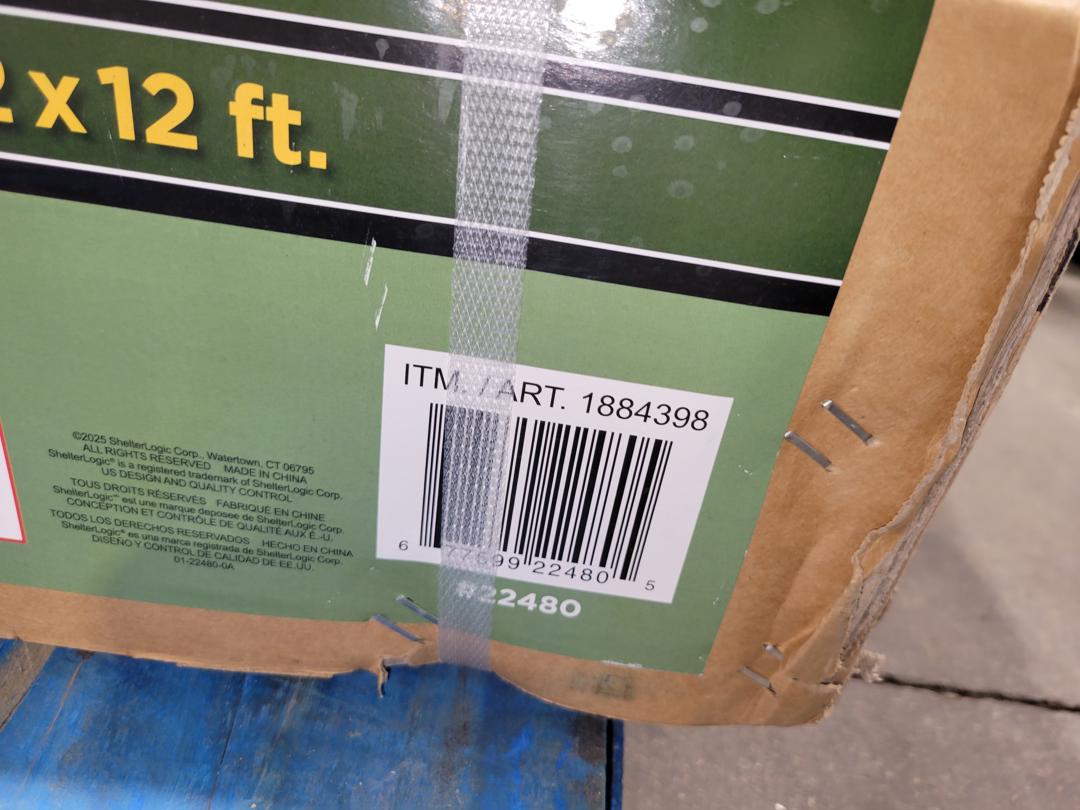 x 12 ft.
ITM. / ART. 1884398
6 77599 22480 5
#22480
©2025 ShelterLogic Corp., Watertown, CT 06795
ALL RIGHTS RESERVED MADE IN CHINA
ShelterLogic® is a registered trademark of ShelterLogic Corp.
US DESIGN AND QUALITY CONTROL
TOUS DROITS RÉSERVÉS FABRIQUÉ EN CHINE
ShelterLogic® est une marque deposee de ShelterLogic Corp.
CONCEPTION ET CONTRÔLE DE QUALITÉ AUX É.-U.
TODOS LOS DERECHOS RESERVADOS HECHO EN CHINA
ShelterLogic® es una marca registrada de ShelterLogic Corp.
DISEÑO Y CONTROL DE CALIDAD DE EE.UU.
01-22480-0A